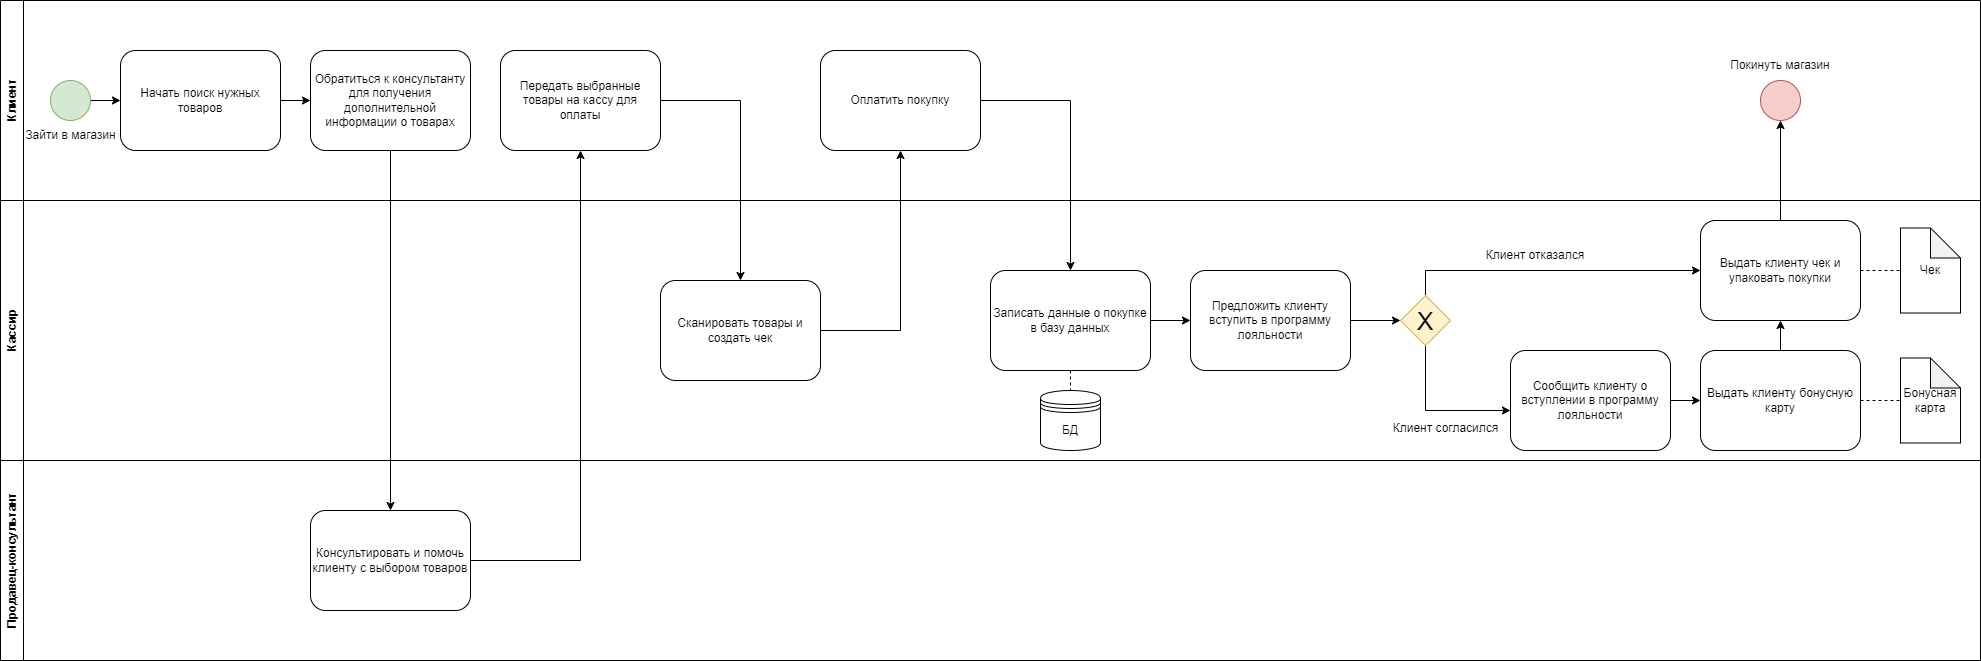 Клиент
Зайти в магазин
Начать поиск нужных
товаров
Обратиться к консультанту
для получения
дополнительной
информации о товарах
Передать выбранные
товары на кассу для
оплаты
Оплатить покупку
Покинуть магазин
Кассир
Сканировать товары и
создать чек
Записать данные о покупке
в базу данных
БД
Предложить клиенту
вступить в программу
лояльности
X
Клиент отказался
Клиент согласился
Сообщить клиенту о
вступлении в программу
лояльности
Выдать клиенту чек и
упаковать покупки
Чек
Выдать клиенту бонусную
карту
Бонусная
карта
Продавец-консультант
Консультировать и помочь
клиенту с выбором товаров